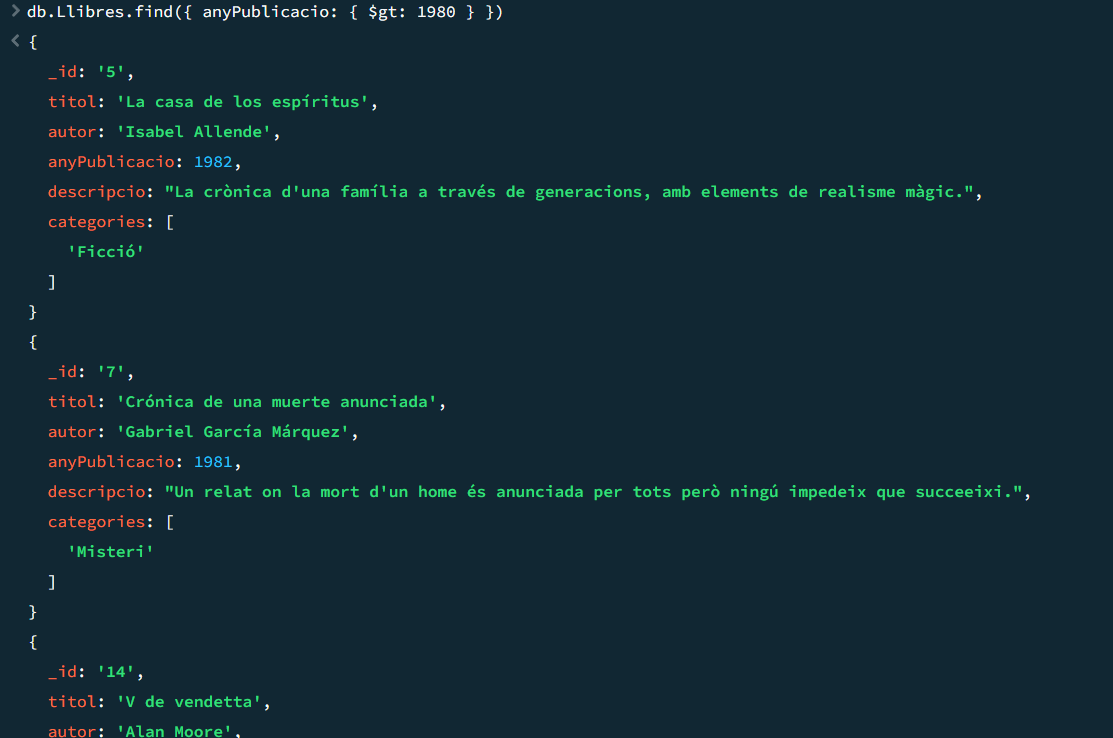 > db.Llibres.find({ anyPublicacio: { $gt: 1980 } })
< {
_id: '5',
titol: 'La casa de los espíritus',
autor: 'Isabel Allende',
anyPublicacio: 1982,
descripcio: "La crònica d'una família a través de generacions, amb elements de realisme màgic.",
categories: [
'Ficció'
]
}
{
_id: '7',
titol: 'Crónica de una muerte anunciada',
autor: 'Gabriel García Márquez',
anyPublicacio: 1981,
descripcio: "Un relat on la mort d'un home és anunciada per tots però ningú impedeix que succeeixi.",
categories: [
'Misteri'
]
}
{
_id: '14',
titol: 'V de vendetta',
autor: 'Alan Moore',